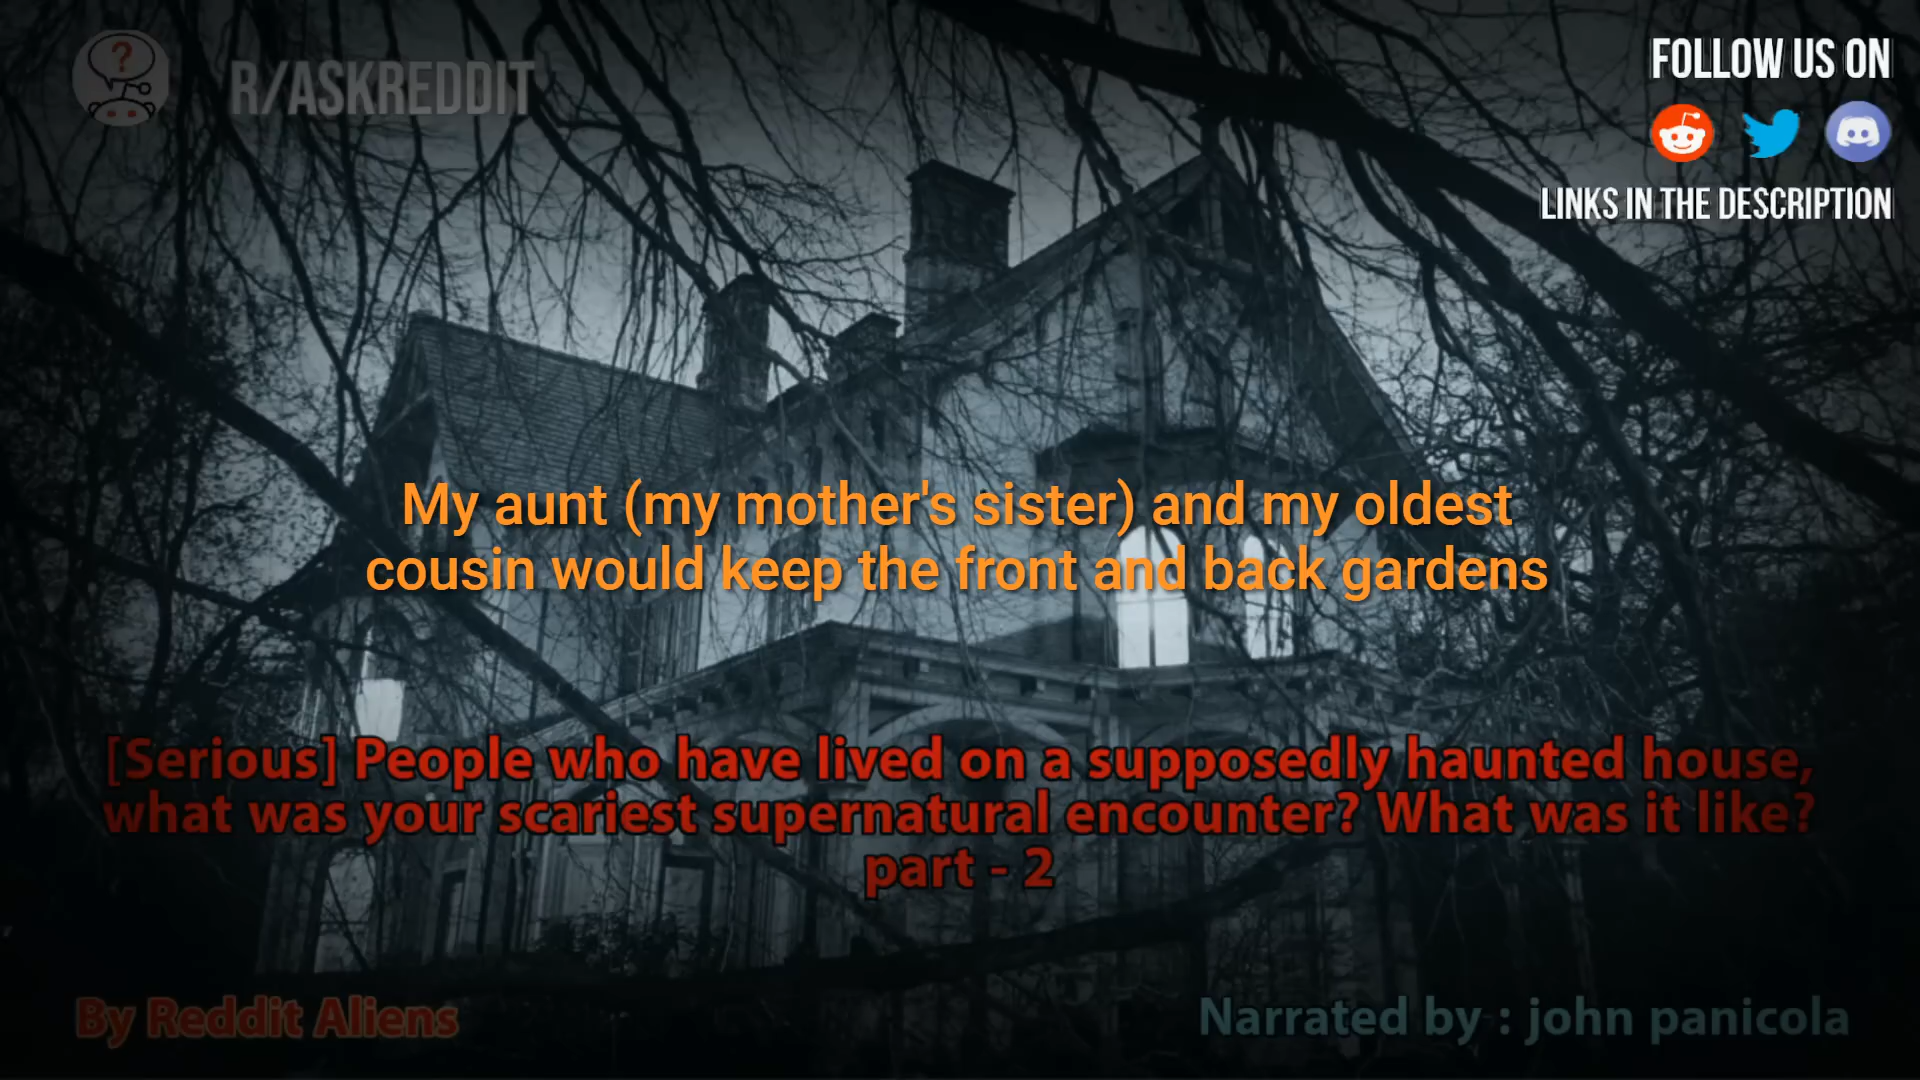 ?
R/ASKREDDIT
FOLLOW US ON
LINKS IN THE DESCRIPTION
My aunt (my mother's sister) and my oldest
cousin would keep the front and back gardens
[Serious] People who have lived on a supposedly haunted house,
what was your scariest supernatural encounter? What was it like?
part - 2
By Reddit Aliens
Narrated by : john panicola